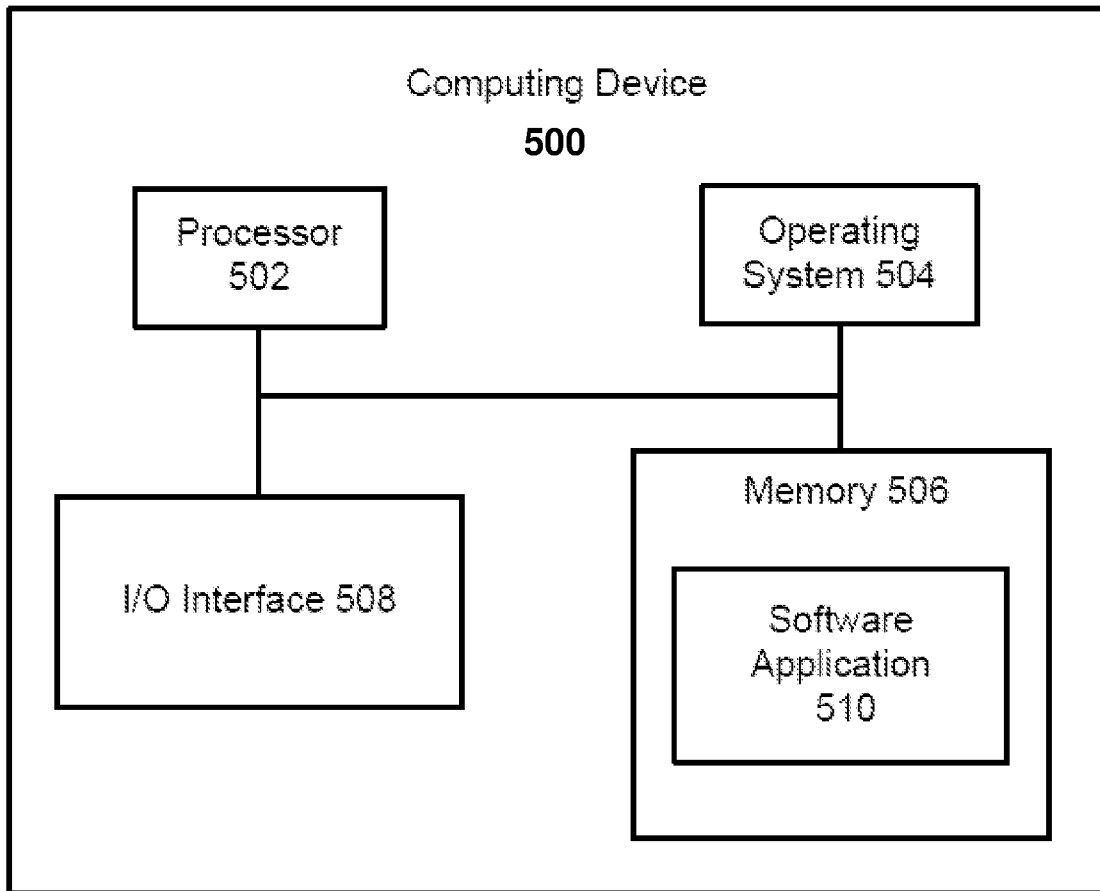 Computing Device
500
Processor
502
Operating
System 504
I/O Interface 508
Memory 506
Software
Application
510